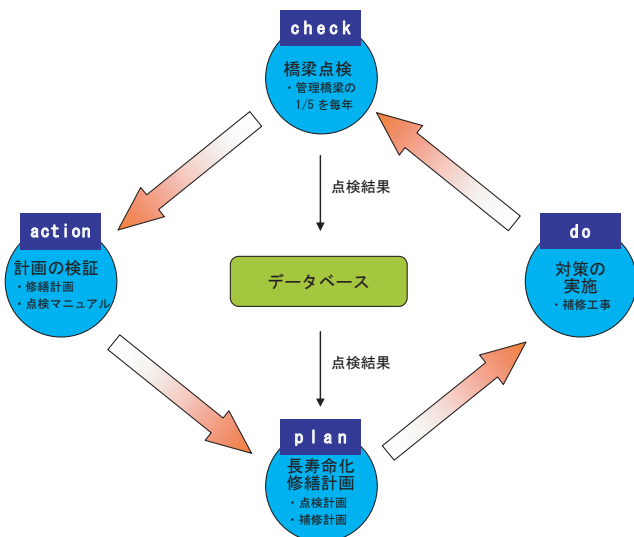 check
橋梁点検
・管理橋梁の
1/5 を毎年
点検結果
action
計画の検証
・修繕計画
・点検マニュアル
do
対策の
実施
・補修工事
データベース
点検結果
plan
長寿命化
修繕計画
・点検計画
・補修計画